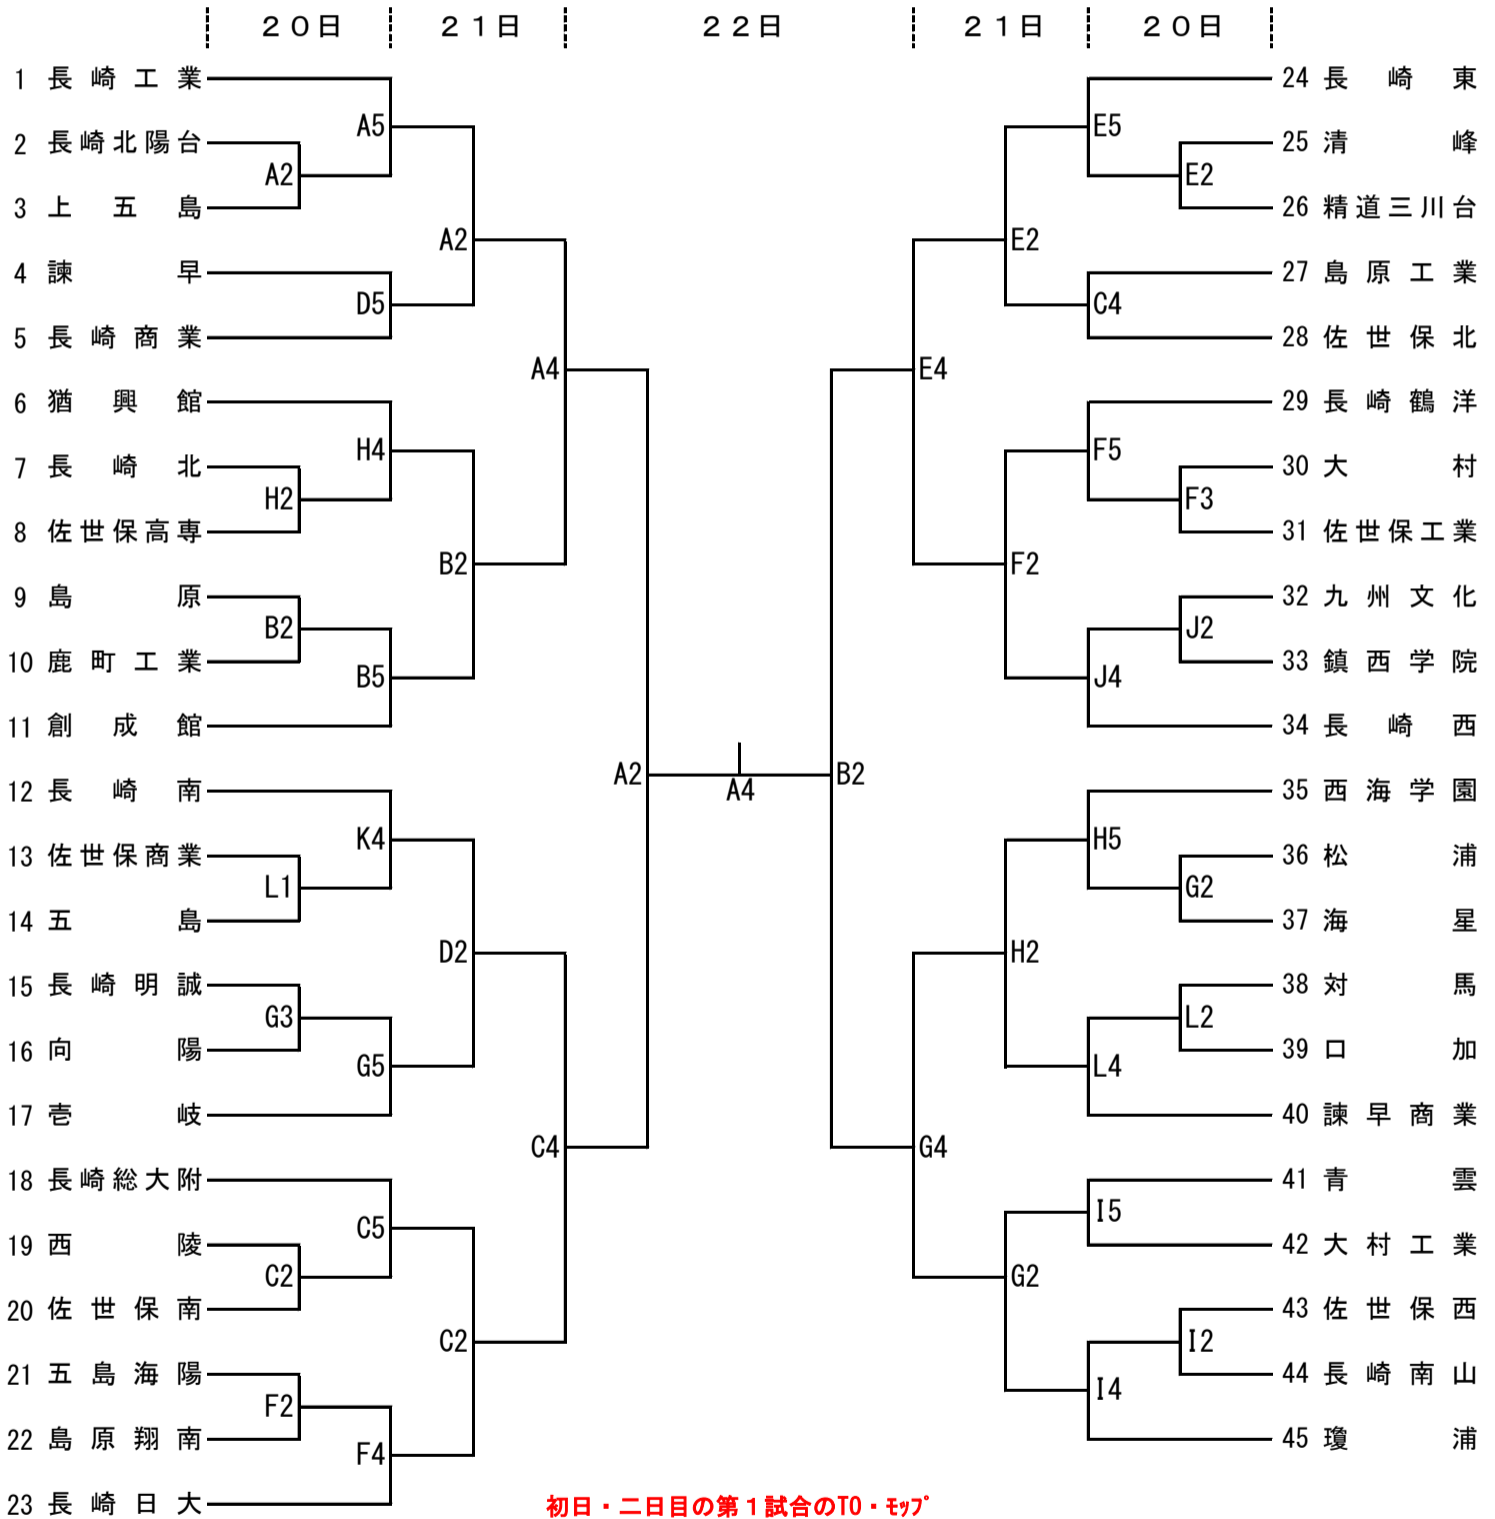 ２０日 ２１日 ２２日 ２１日 ２０日
1 長崎工業
A5
2 長崎北陽台
A2
3 上五島
A2
4 諫早
D5
5 長崎商業
A4
6 猶興館
H4
7 長崎北
H2
8 佐世保高専
B2
9 島原
B2
10 鹿町工業
B5
11 創成館
A2
12 長崎南
K4
13 佐世保商業
L1
14 五島
D2
15 長崎明誠
G3
16 向陽
G5
17 壱岐
C4
18 長崎総大附
C5
19 西陵
C2
20 佐世保南
C2
21 五島海陽
F2
22 島原翔南
F4
23 長崎日大
A4
24 長崎東
E5
25 清峰
E2
26 精道三川台
E2
27 島原工業
C4
28 佐世保北
E4
29 長崎鶴洋
F5
30 大村
F3
31 佐世保工業
F2
32 九州文化
J2
33 鎮西学院
J4
34 長崎西
B2
35 西海学園
H5
36 松浦
G2
37 海星
H2
38 対馬
L2
39 口加
L4
40 諫早商業
G4
41 青雲
I5
42 大村工業
G2
43 佐世保西
I2
44 長崎南山
I4
45 瓊浦
初日・二日目の第１試合のTO・ﾓｯﾌﾟ